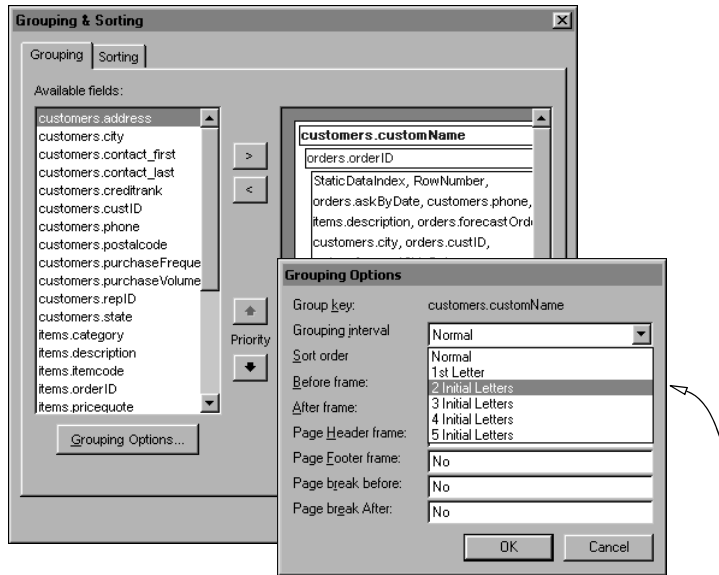 Grouping & Sorting
Grouping
Sorting
Available fields:
customers.address
customers.city
customers.contact_first
customers.contact_last
customers.creditrank
customers.custID
customers.phone
customers.postalcode
customers.purchaseFreque
customers.purchaseVolume
customers.repID
customers.state
items.category
items.description
items.itemcode
items.orderID
items.pricequote
Grouping Options...
>
<
Priority
customers.customName
orders.orderID
StaticDataIndex, RowNumber,
orders.askByDate, customers.phone,
items.description, orders.forecastOrd
customers.city, orders.custID,
Grouping Options
Group key: customers.customName
Grouping interval Normal
Sort order
Before frame:
After frame:
Normal
1st Letter
2 Initial Letters
3 Initial Letters
4 Initial Letters
5 Initial Letters
Page Header frame:
Page Footer frame: No
Page break before: No
Page break After: No
OK Cancel